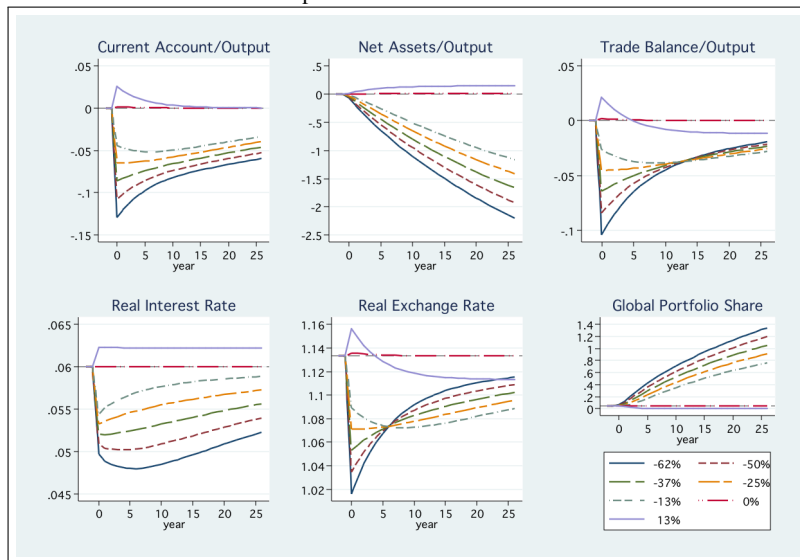 Current Account/Output
.05
0
-.05
-.1
-.15
0 5 10 15 20 25
year
Net Assets/Output
.5
0
-.5
-1
-1.5
-2
-2.5
0 5 10 15 20 25
year
Trade Balance/Output
.05
0
-.05
-.1
0 5 10 15 20 25
year
Real Interest Rate
.065
.06
.055
.05
.045
0 5 10 15 20 25
year
Real Exchange Rate
1.16
1.14
1.12
1.1
1.08
1.06
1.04
1.02
0 5 10 15 20 25
year
Global Portfolio Share
1.4
1.2
1
.8
.6
.4
.2
0
0 5 10 15 20 25
year
-62% -50%
-37% -25%
-13% 0%
13%